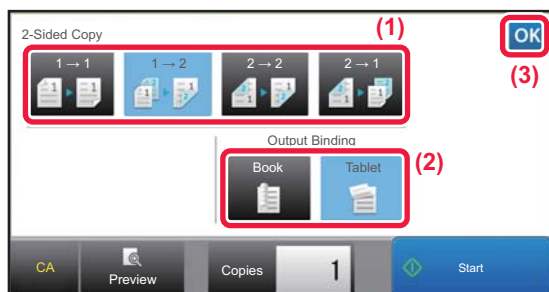 (1)
2-Sided Copy
OK
1 → 1
1 → 2
2 → 2
2 → 1
(3)
Output Binding
Book
Tablet
(2)
CA
Preview
Copies
1
Start